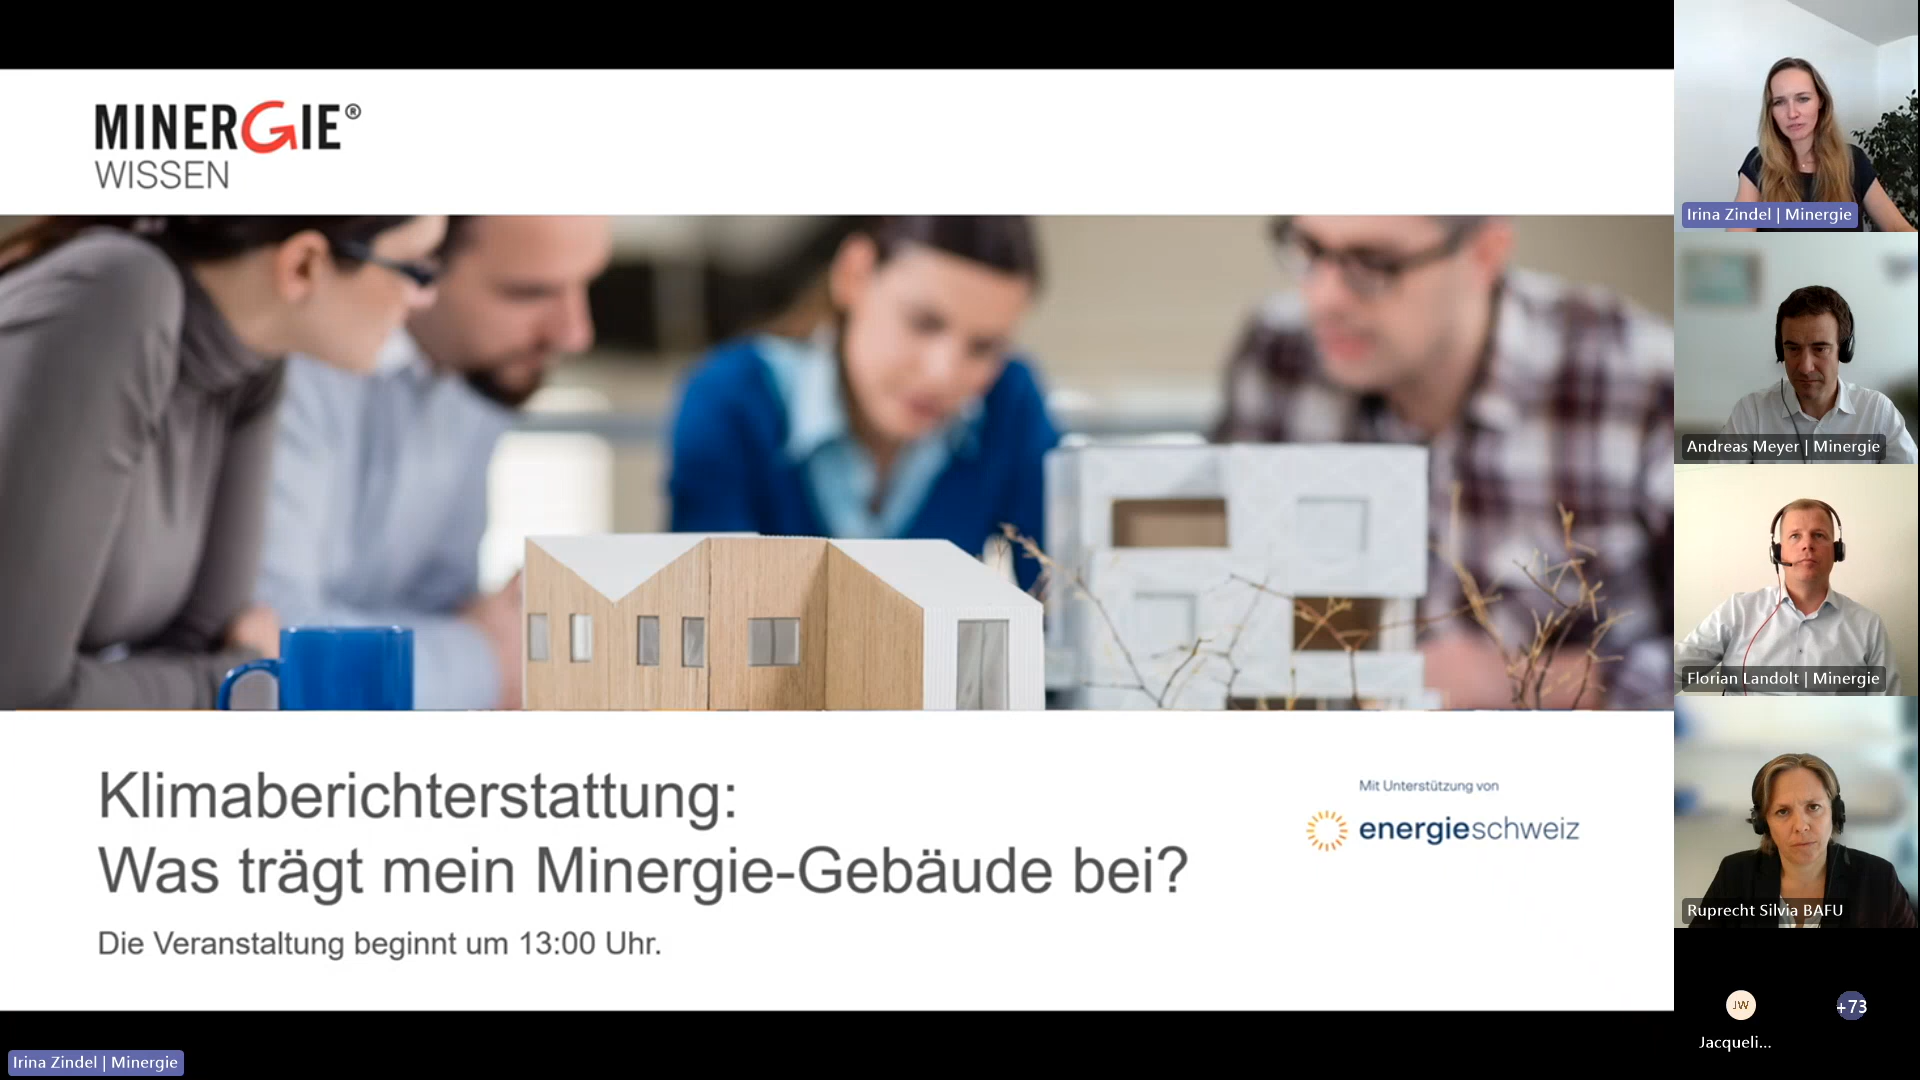 MINERGIE®
WISSEN
Klimaberichterstattung:
Was trägt mein Minergie-Gebäude bei?
Die Veranstaltung beginnt um 13:00 Uhr.
Mit Unterstützung von
energieschweiz
Irina Zindel | Minergie
Irina Zindel | Minergie
Andreas Meyer | Minergie
Florian Landolt | Minergie
Ruprecht Silvia BAFU
JW
+73
Jacqueli...